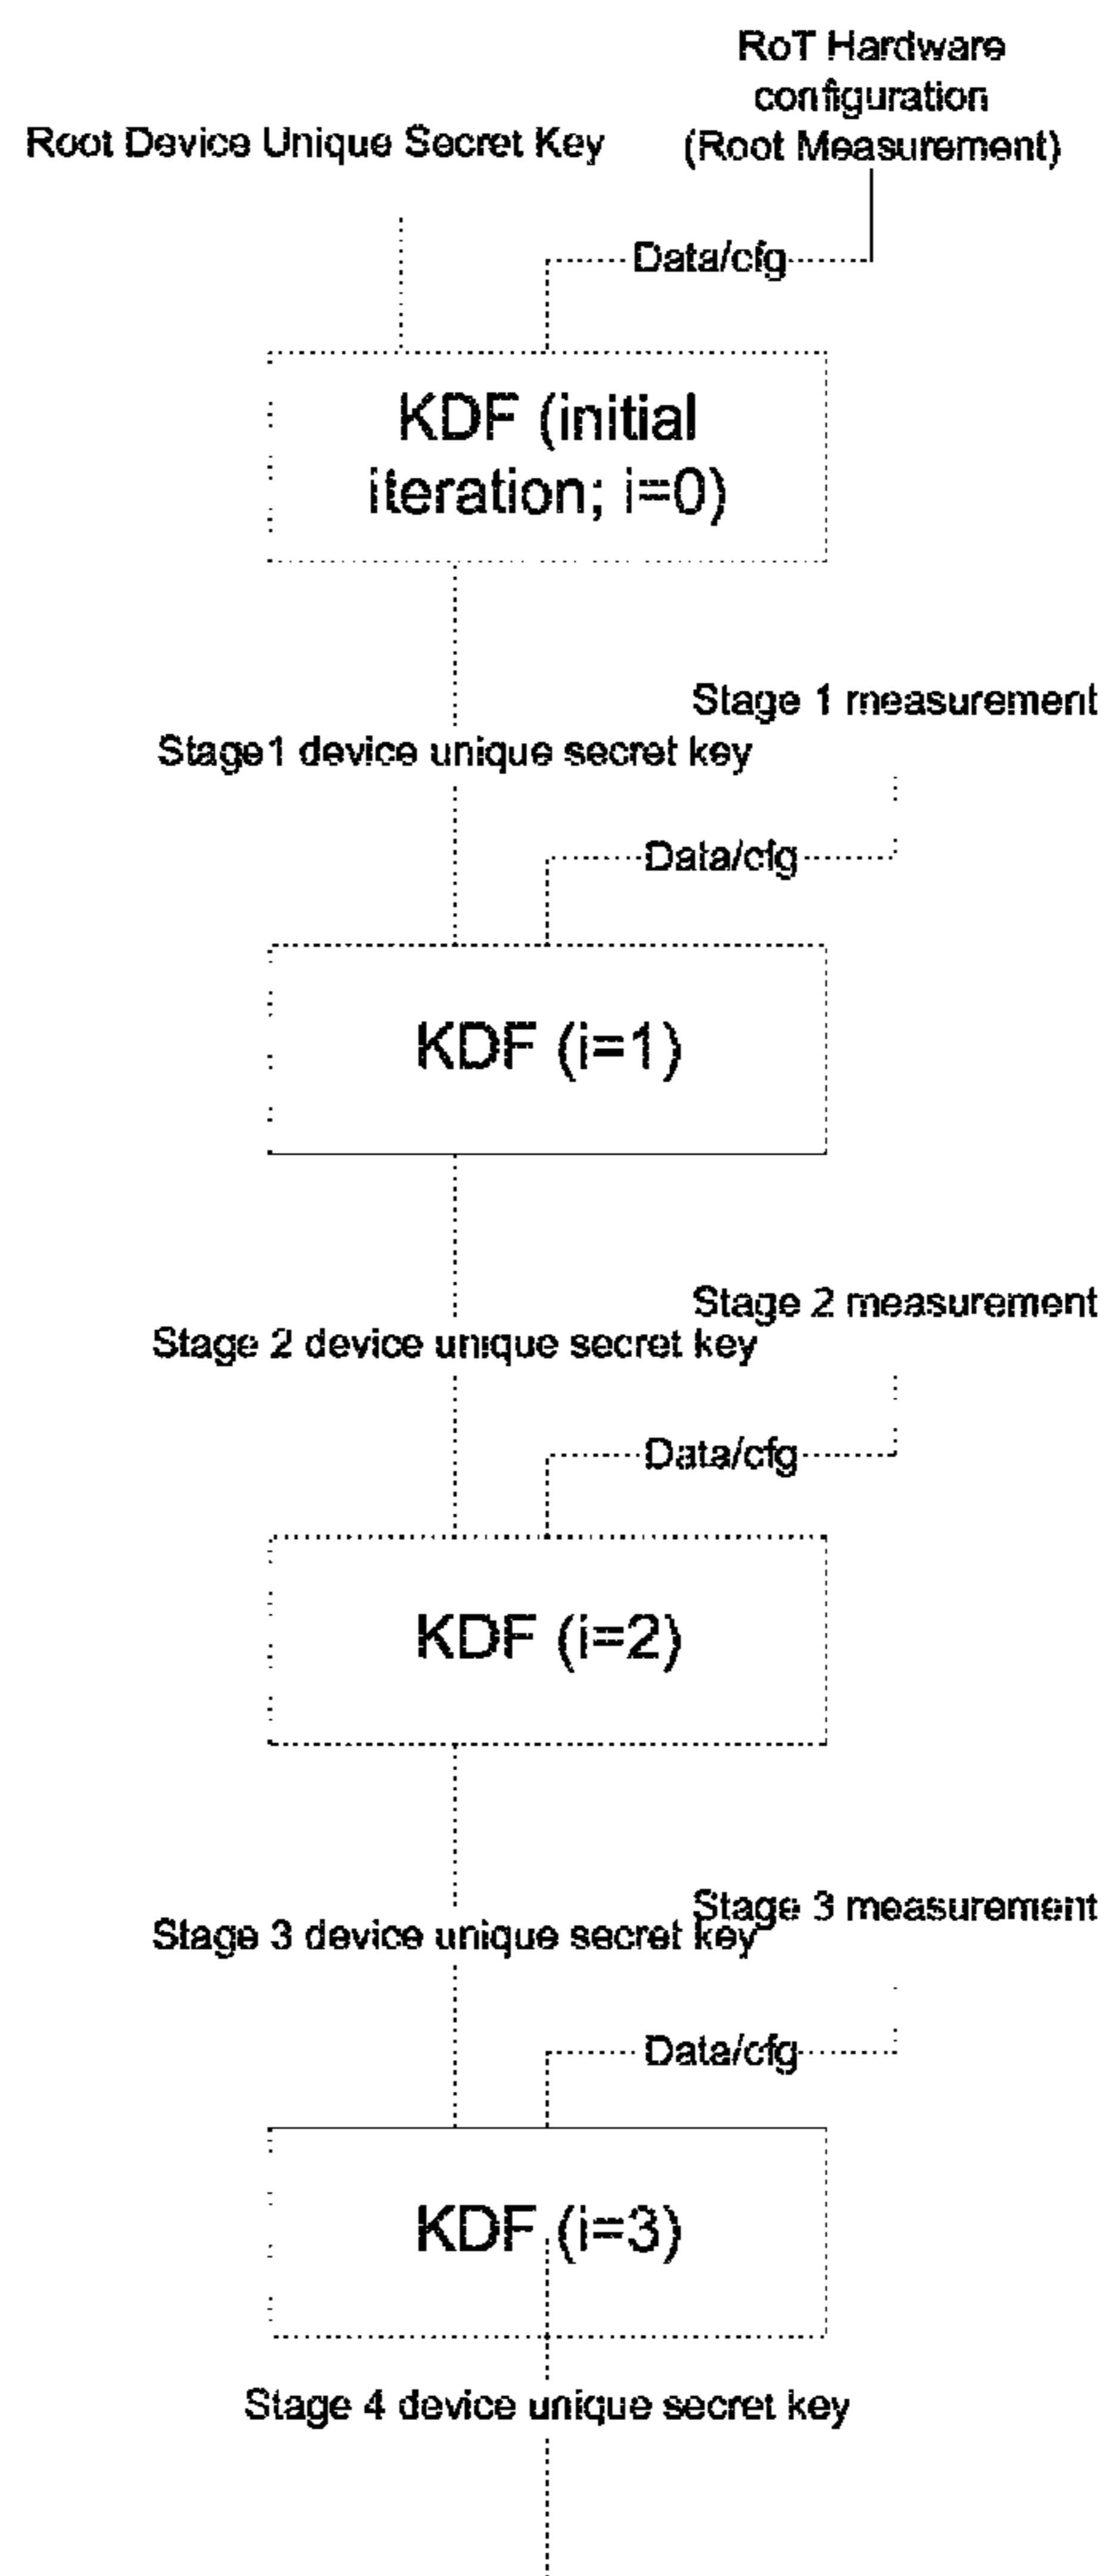 RoT Hardware
configuration
(Root Measurement)
Root Device Unique Secret Key
Data/cfg
KDF (initial
iteration; i=0)
Stage 1 measurement
Stage1 device unique secret key
Data/cfg
KDF (i=1)
Stage 2 measurement
Stage 2 device unique secret key
Data/cfg
KDF (i=2)
Stage 3 measurement
Stage 3 device unique secret key
Data/cfg
KDF (i=3)
Stage 4 device unique secret key